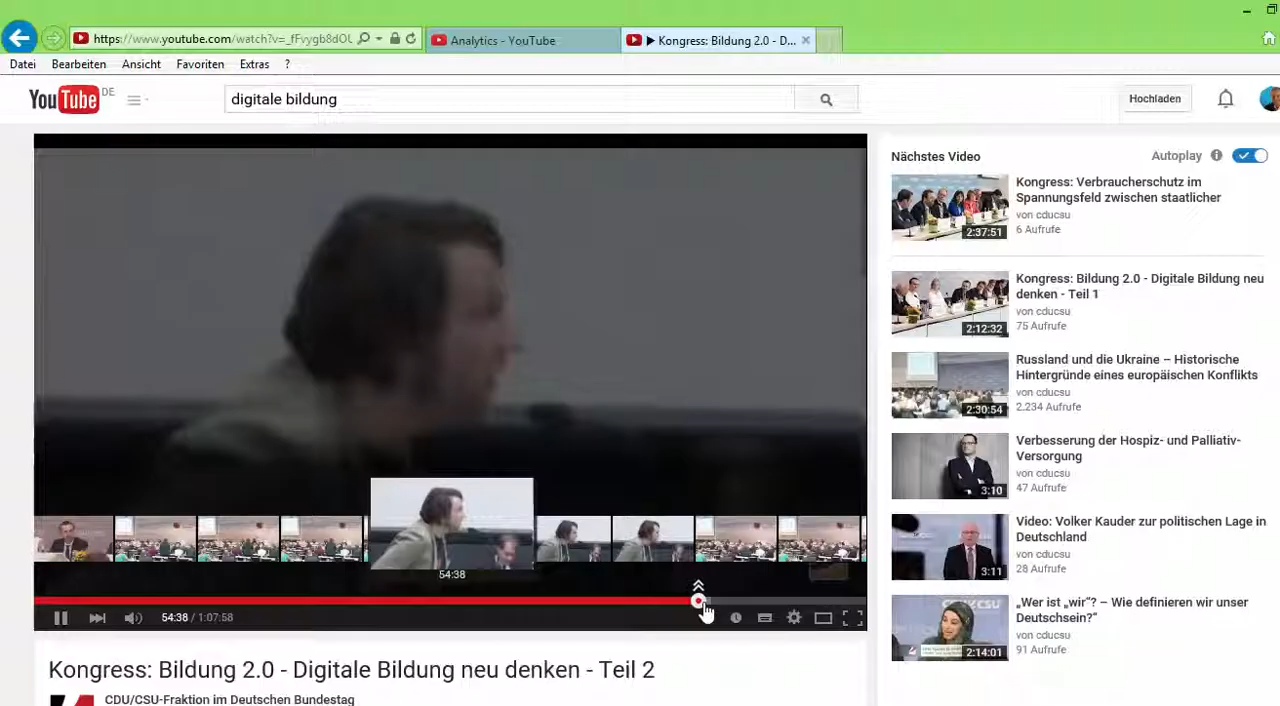 https://www.youtube.com/watch?v=_fFvygb8dOU
Analytics - YouTube
▶ Kongress: Bildung 2.0 - D...
Datei Bearbeiten Ansicht Favoriten Extras ?
YouTube DE
digitale bildung
Hochladen
Nächstes Video
Autoplay
Kongress: Verbraucherschutz im
Spannungsfeld zwischen staatlicher
von cducsu
6 Aufrufe
2:37:51
Kongress: Bildung 2.0 - Digitale Bildung neu
denken - Teil 1
von cducsu
75 Aufrufe
2:12:32
Russland und die Ukraine – Historische
Hintergründe eines europäischen Konflikts
von cducsu
2.234 Aufrufe
2:30:54
Verbesserung der Hospiz- und Palliativ-
Versorgung
von cducsu
47 Aufrufe
3:10
Video: Volker Kauder zur politischen Lage in
Deutschland
von cducsu
28 Aufrufe
3:11
„Wer ist „wir“? – Wie definieren wir unser
Deutschsein?“
von cducsu
91 Aufrufe
2:14:01
54:38
54:38 / 1:07:58
Kongress: Bildung 2.0 - Digitale Bildung neu denken - Teil 2
CDU/CSU-Fraktion im Deutschen Bundestag